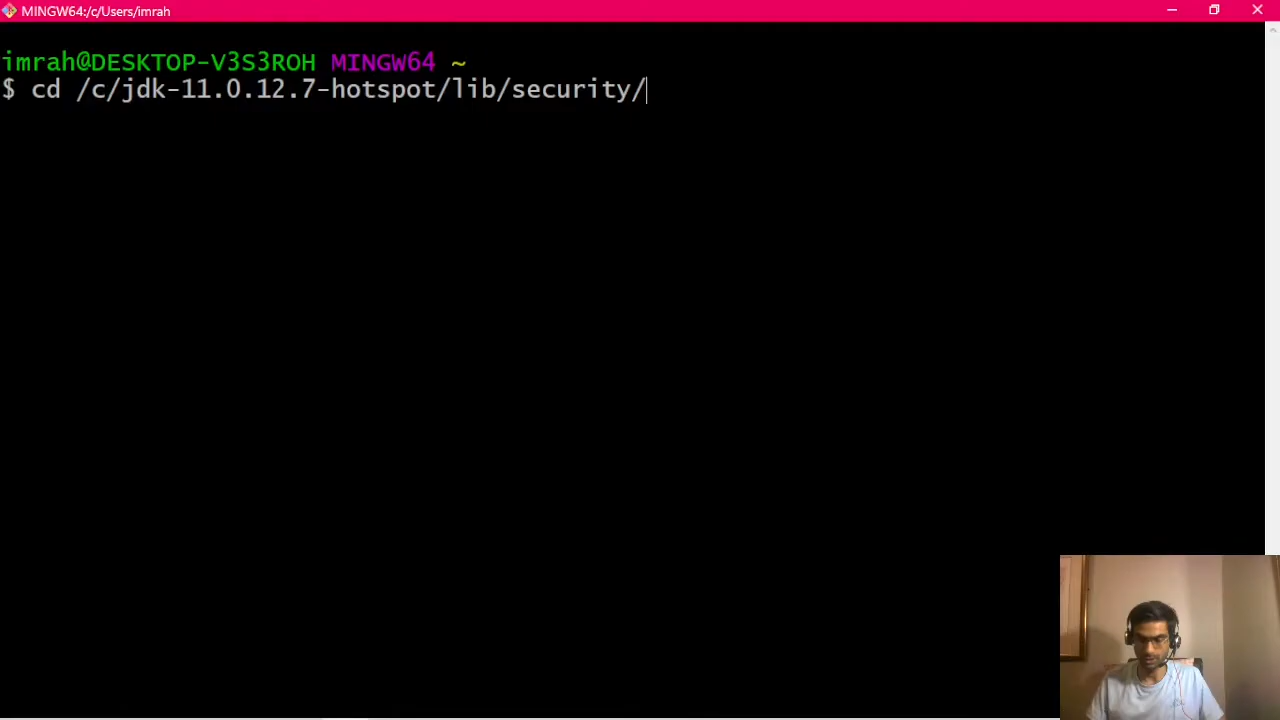 MINGW64:/c/Users/imrah
imrah@DESKTOP-V3S3ROH MINGW64 ~
$ cd /c/jdk-11.0.12.7-hotspot/lib/security/